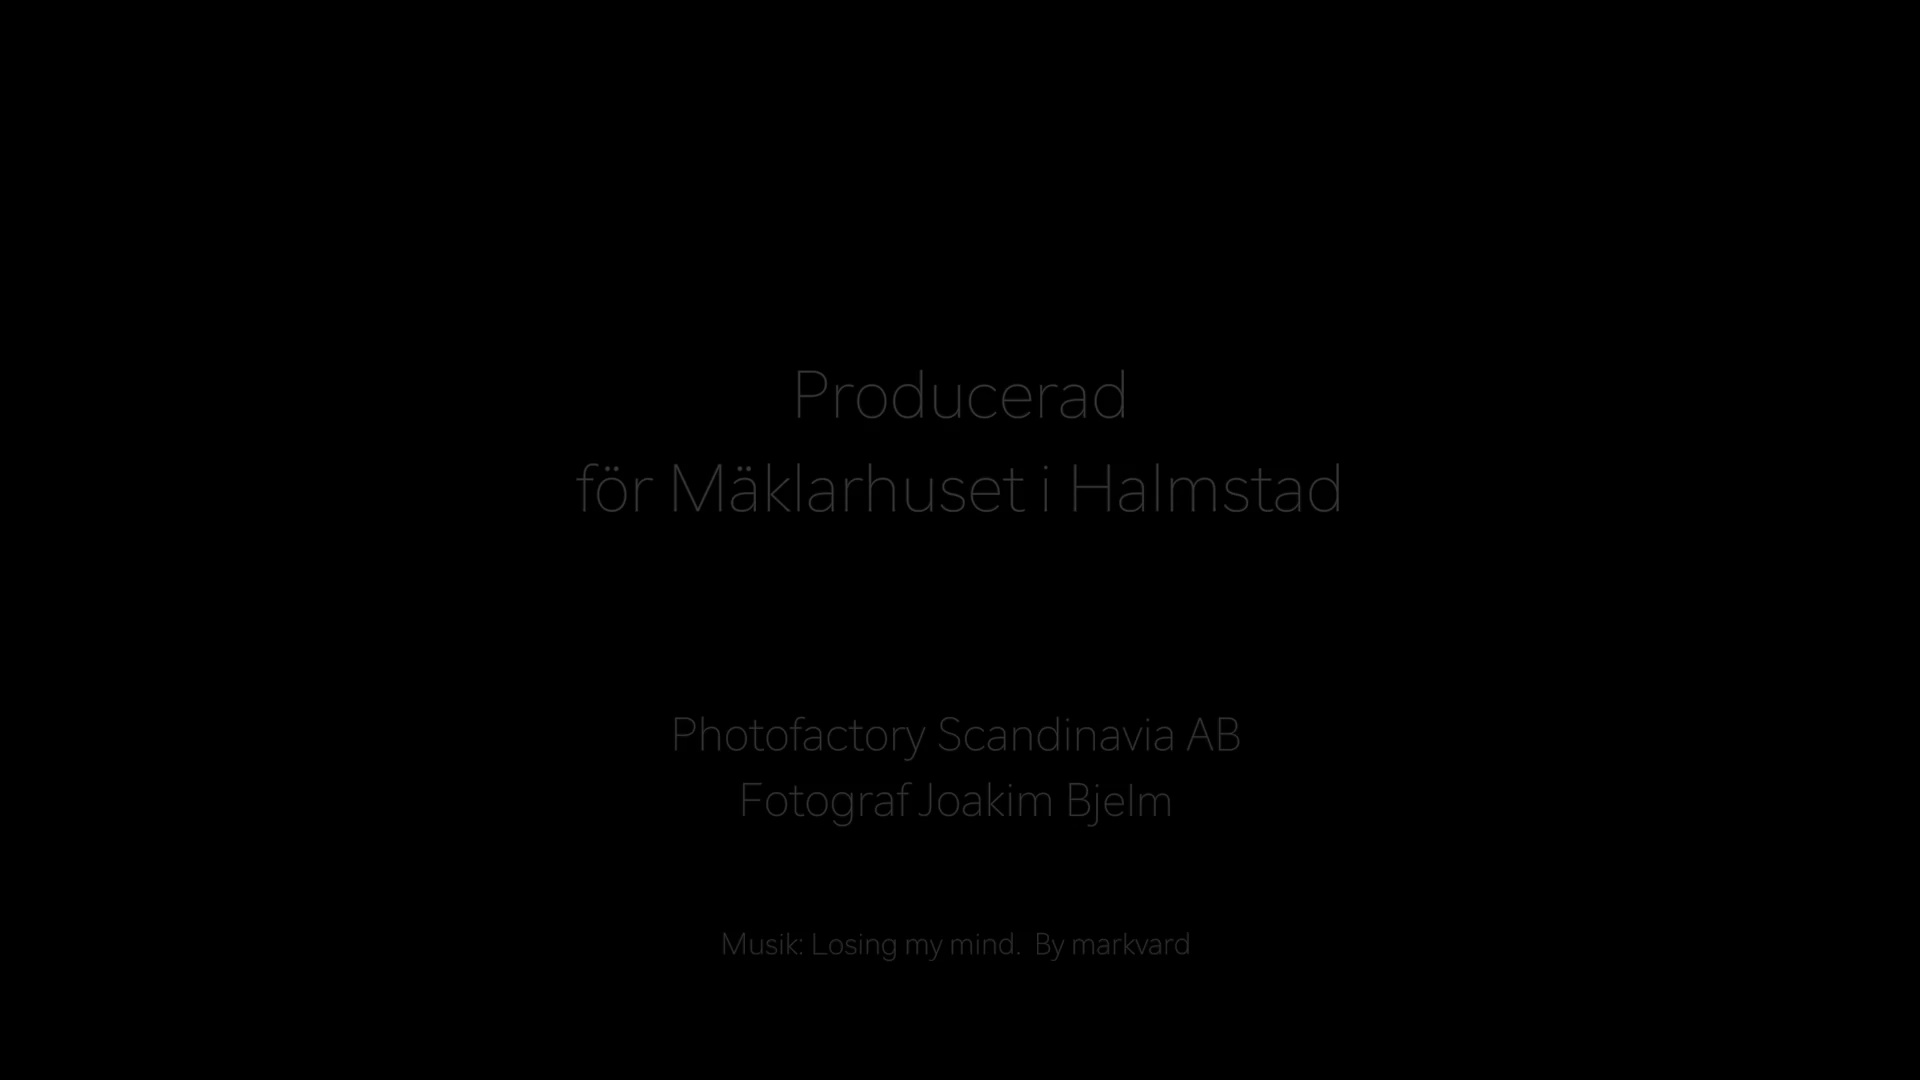 Producerad
för Mäklarhuset i Halmstad
Photofactory Scandinavia AB
Fotograf Joakim Bjelm
Musik: Losing my mind.  By markvard